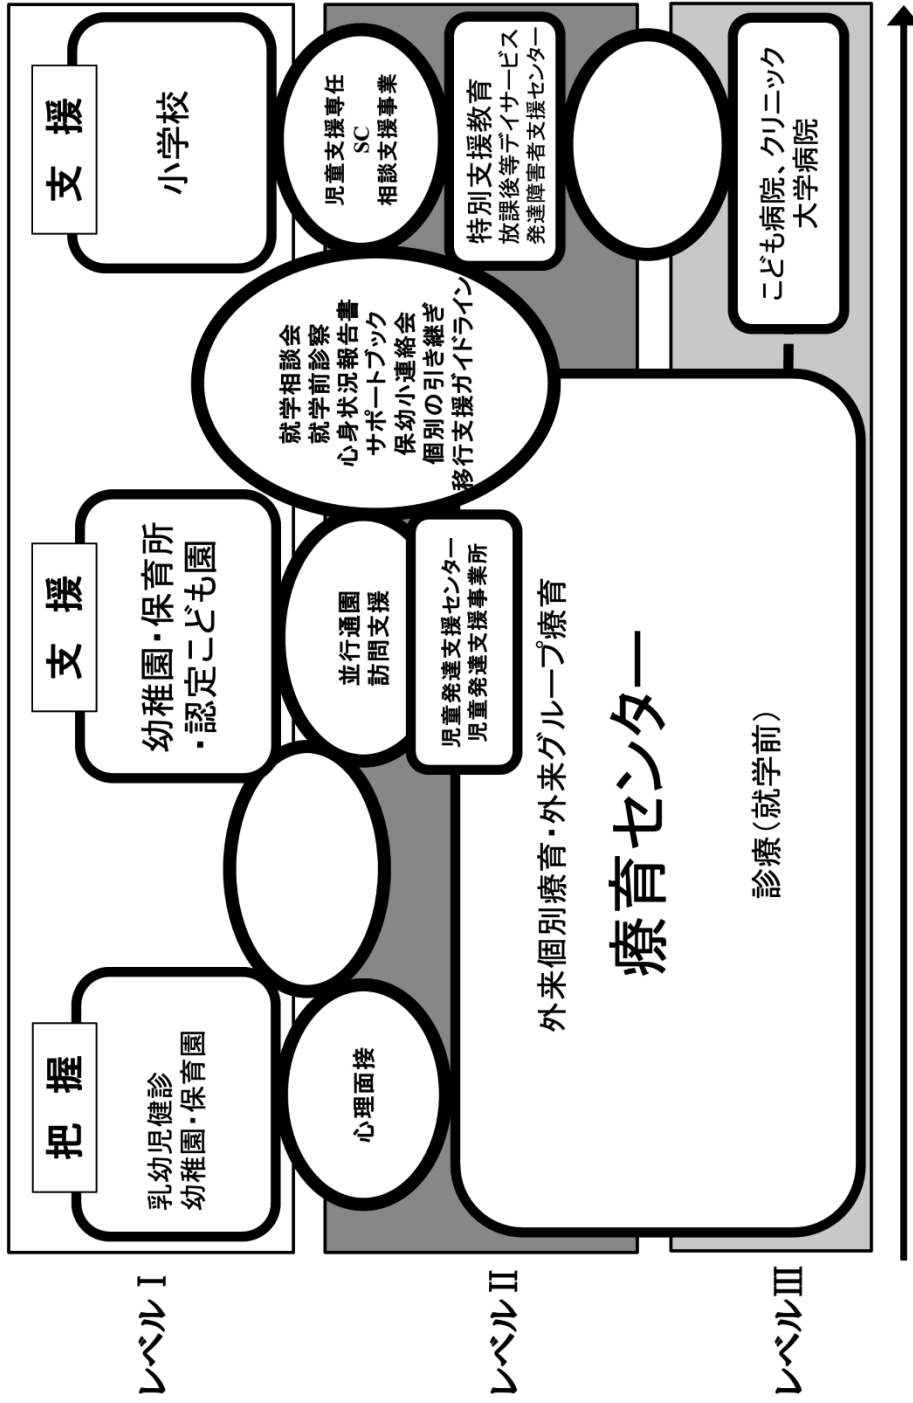 レベルⅠ
レベルⅡ
レベルⅢ
把 握
乳幼児健診
幼稚園・保育園
心理面接
支 援
幼稚園・保育所
・認定こども園
並行通園
訪問支援
児童発達支援センター
児童発達支援事業所
外来個別療育・外来グループ療育
療育センター
診療（就学前）
就学相談会
就学前診察
心身状況報告書
サポートブック
保幼小連絡会
個別の引き継ぎ
移行支援ガイドライン
支 援
小学校
児童支援専任
SC
相談支援事業
特別支援教育
放課後等デイサービス
発達障害者支援センター
こども病院、クリニック
大学病院